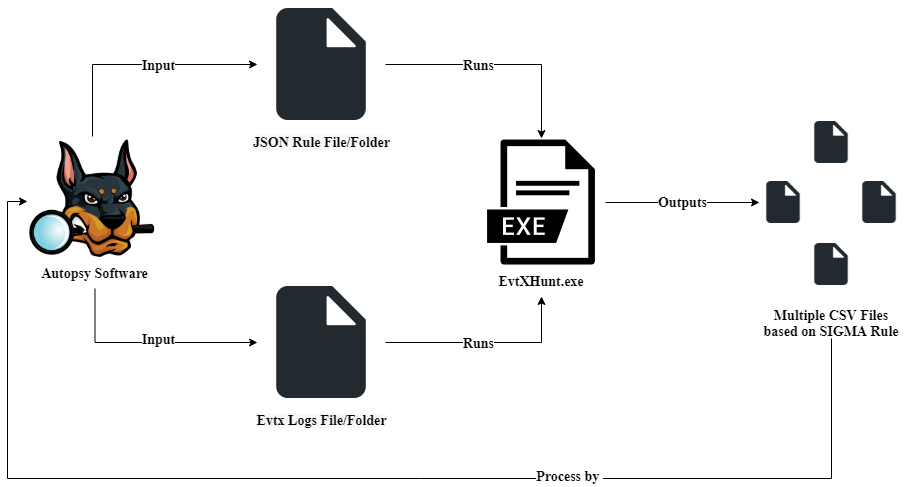 Input
Runs
JSON Rule File/Folder
EXE
Outputs
Autopsy Software
EvtXHunt.exe
Input
Runs
Multiple CSV Files
based on SIGMA Rule
Evtx Logs File/Folder
Process by